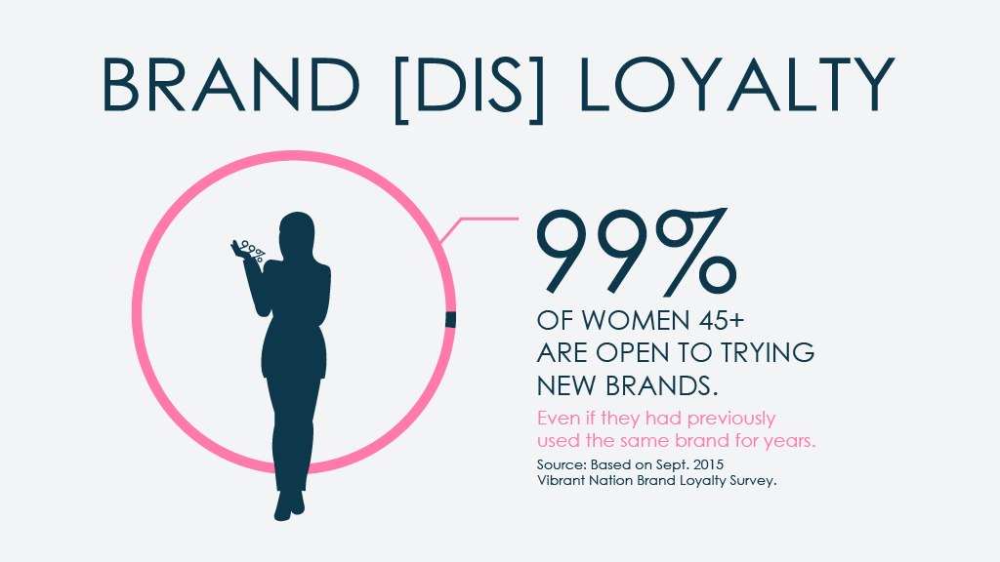 BRAND [DIS] LOYALTY
99%
99%
OF WOMEN 45+
ARE OPEN TO TRYING
NEW BRANDS.
Even if they had previously
used the same brand for years.
Source: Based on Sept. 2015
Vibrant Nation Brand Loyalty Survey.